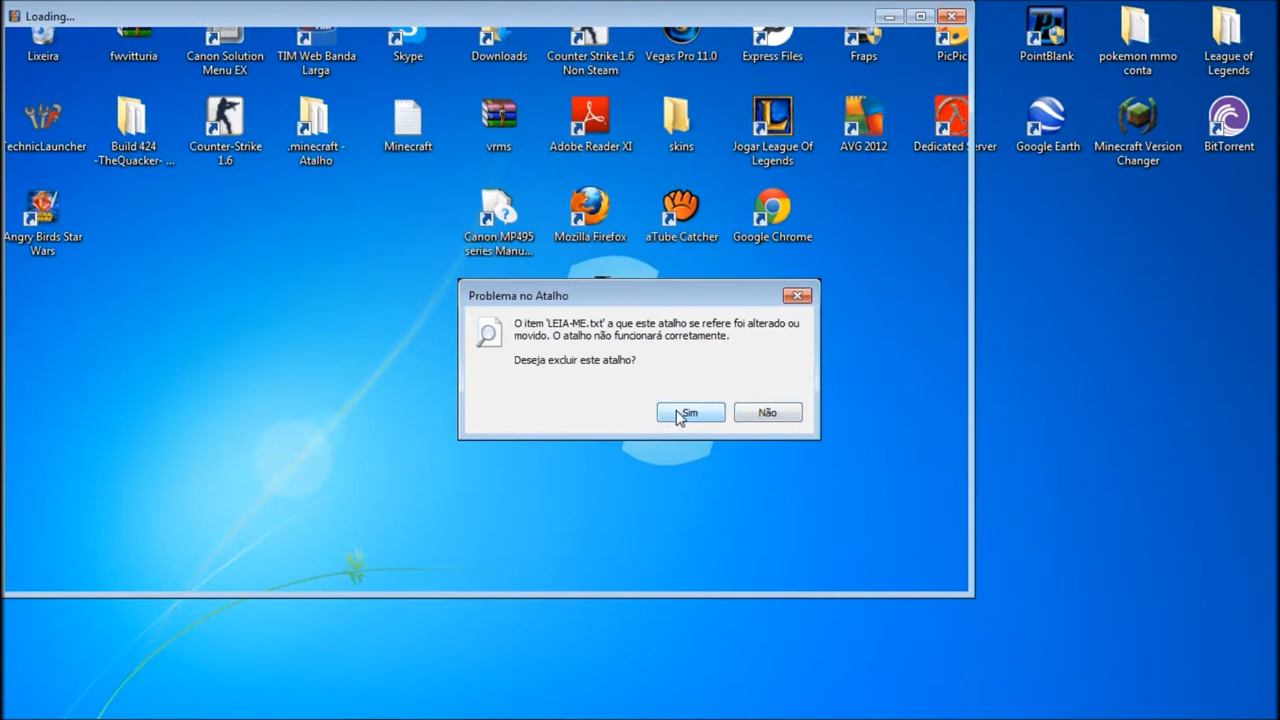 Loading...
Lixeira
fwvitturia
Canon Solution
Menu EX
TIM Web Banda
Larga
Skype
Downloads
Counter Strike 1.6
Non Steam
Vegas Pro 11.0
Express Files
Fraps
PicPic
PointBlank
pokemon mmo
conta
League of
Legends
echnicLauncher
Build 424
-TheQuacker- ...
Counter-Strike
1.6
.minecraft -
Atalho
Minecraft
vrms
Adobe Reader XI
skins
Jogar League Of
Legends
AVG 2012
Dedicated Server
Google Earth
Minecraft Version
Changer
BitTorrent
Angry Birds Star
Wars
Canon MP495
series Manu...
Mozilla Firefox
aTube Catcher
Google Chrome
Problema no Atalho
O item 'LEIA-ME.txt' a que este atalho se refere foi alterado ou
movido. O atalho não funcionará corretamente.
Deseja excluir este atalho?
Sim
Não